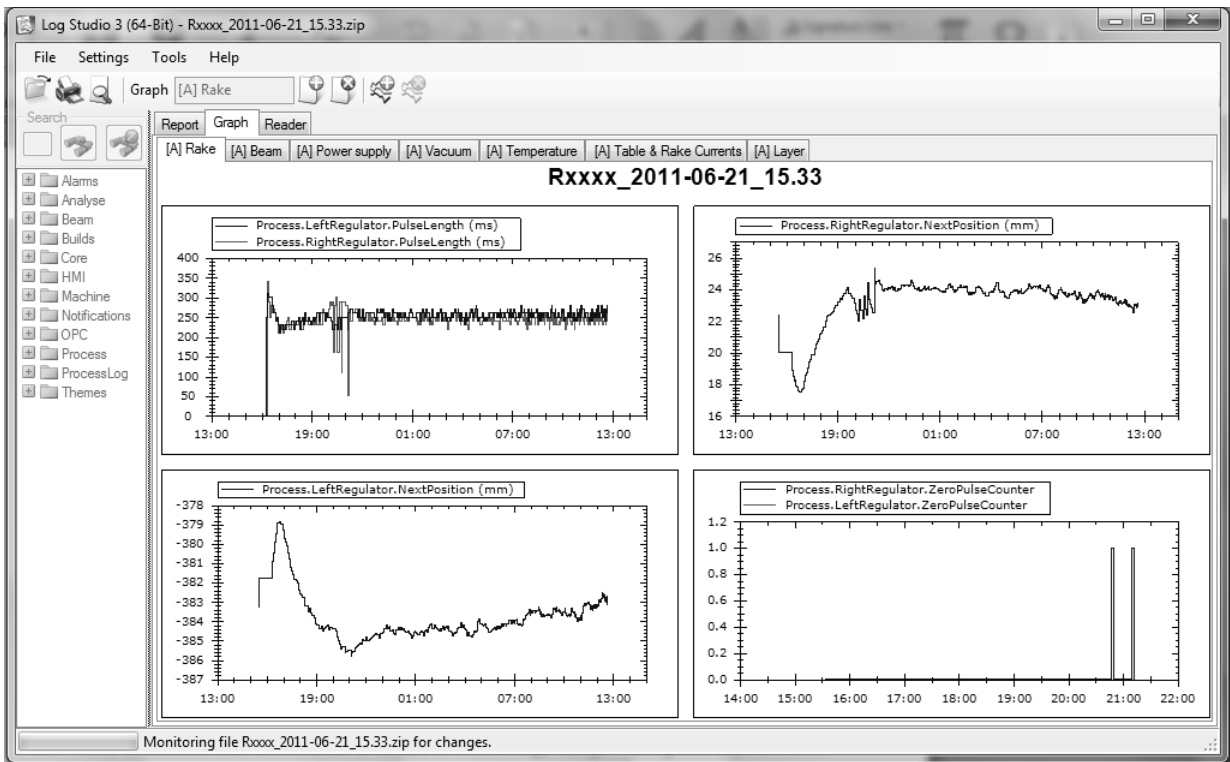 Log Studio 3 (64-Bit) - Rxxxx_2011-06-21_15.33.zip
File Settings Tools Help
Graph [A] Rake
Search
Report Graph Reader
[A] Rake [A] Beam [A] Power supply [A] Vacuum [A] Temperature [A] Table & Rake Currents [A] Layer
Alarms
Analyse
Beam
Builds
Core
HMI
Machine
Notifications
OPC
Process
ProcessLog
Themes
Rxxxx_2011-06-21_15.33
Process.LeftRegulator.PulseLength (ms)
Process.RightRegulator.PulseLength (ms)
400
350
300
250
200
150
100
50
0
13:00 19:00 01:00 07:00 13:00
Process.RightRegulator.NextPosition (mm)
26
24
22
20
18
16
13:00 19:00 01:00 07:00 13:00
Process.LeftRegulator.NextPosition (mm)
-378
-379
-380
-381
-382
-383
-384
-385
-386
-387
13:00 19:00 01:00 07:00 13:00
Process.RightRegulator.ZeroPulseCounter
Process.LeftRegulator.ZeroPulseCounter
1.2
1.0
0.8
0.6
0.4
0.2
0.0
14:00 15:00 16:00 17:00 18:00 19:00 20:00 21:00 22:00
Monitoring file Rxxxx_2011-06-21_15.33.zip for changes.